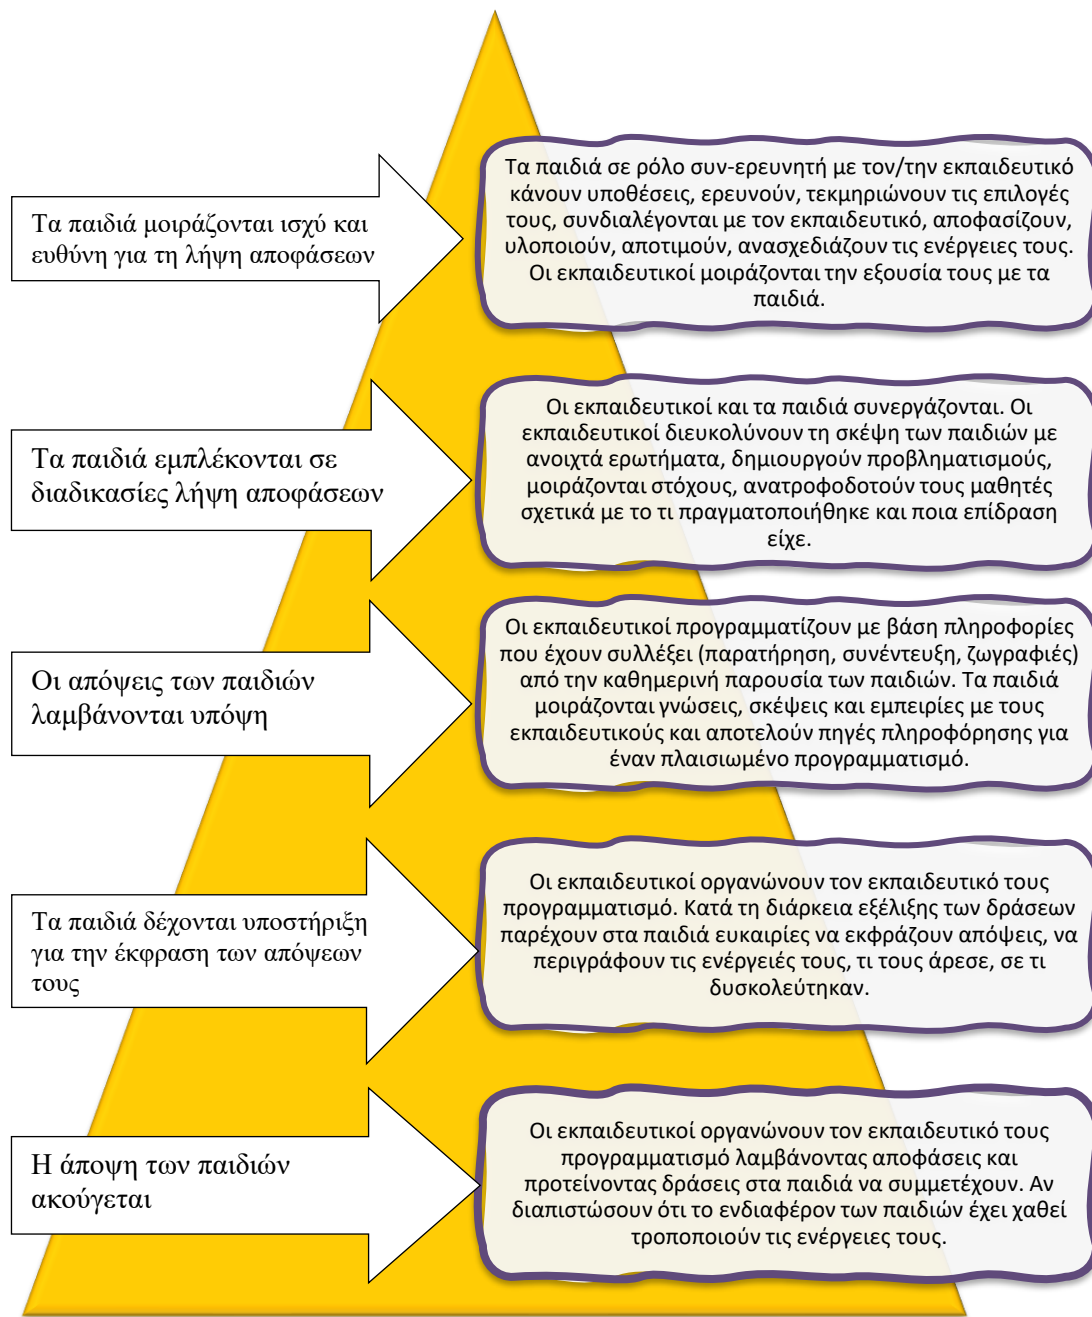 Τα παιδιά μοιράζονται ισχύ και
ευθύνη για τη λήψη αποφάσεων
Τα παιδιά σε ρόλο συν-ερευνητή με τον/την εκπαιδευτικό
κάνουν υποθέσεις, ερευνούν, τεκμηριώνουν τις επιλογές
τους, συνδιαλέγονται με τον εκπαιδευτικό, αποφασίζουν,
υλοποιούν, αποτιμούν, ανασχεδιάζουν τις ενέργειες τους.
Οι εκπαιδευτικοί μοιράζονται την εξουσία τους με τα
παιδιά.
Τα παιδιά εμπλέκονται σε
διαδικασίες λήψη αποφάσεων
Οι εκπαιδευτικοί και τα παιδιά συνεργάζονται. Οι
εκπαιδευτικοί διευκολύνουν τη σκέψη των παιδιών με
ανοιχτά ερωτήματα, δημιουργούν προβληματισμούς,
μοιράζονται στόχους, ανατροφοδοτούν τους μαθητές
σχετικά με το τι πραγματοποιήθηκε και ποια επίδραση
είχε.
Οι απόψεις των παιδιών
λαμβάνονται υπόψη
Οι εκπαιδευτικοί προγραμματίζουν με βάση πληροφορίες
που έχουν συλλέξει (παρατήρηση, συνέντευξη, ζωγραφιές)
από την καθημερινή παρουσία των παιδιών. Τα παιδιά
μοιράζονται γνώσεις, σκέψεις και εμπειρίες με τους
εκπαιδευτικούς και αποτελούν πηγές πληροφόρησης για
έναν πλαισιωμένο προγραμματισμό.
Τα παιδιά δέχονται υποστήριξη
για την έκφραση των απόψεων
τους
Οι εκπαιδευτικοί οργανώνουν τον εκπαιδευτικό τους
προγραμματισμό. Κατά τη διάρκεια εξέλιξης των δράσεων
παρέχουν στα παιδιά ευκαιρίες να εκφράζουν απόψεις, να
περιγράφουν τις ενέργειές τους, τι τους άρεσε, σε τι
δυσκολεύτηκαν.
Η άποψη των παιδιών
ακούγεται
Οι εκπαιδευτικοί οργανώνουν τον εκπαιδευτικό τους
προγραμματισμό λαμβάνοντας αποφάσεις και
προτείνοντας δράσεις στα παιδιά να συμμετέχουν. Αν
διαπιστώσουν ότι το ενδιαφέρον των παιδιών έχει χαθεί
τροποποιούν τις ενέργειες τους.